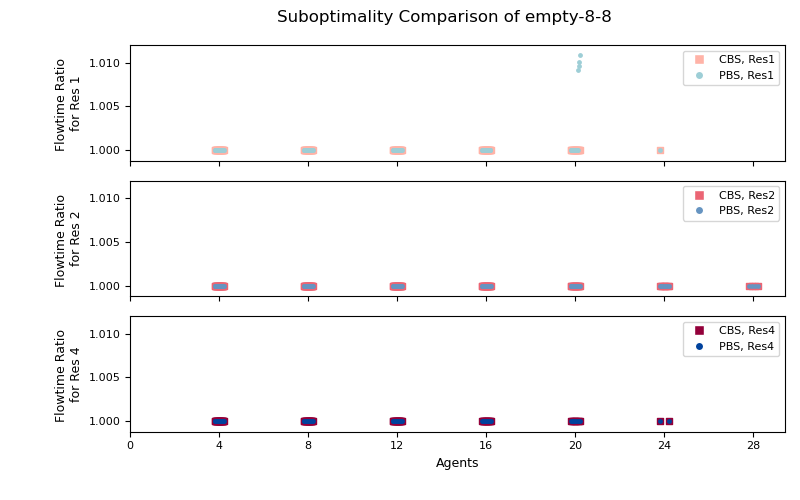 Suboptimality Comparison of empty-8-8
Flowtime Ratio
for Res 1
1.010
1.005
1.000
CBS, Res1
PBS, Res1
Flowtime Ratio
for Res 2
1.010
1.005
1.000
CBS, Res2
PBS, Res2
Flowtime Ratio
for Res 4
1.010
1.005
1.000
CBS, Res4
PBS, Res4
0 4 8 12 16 20 24 28
Agents